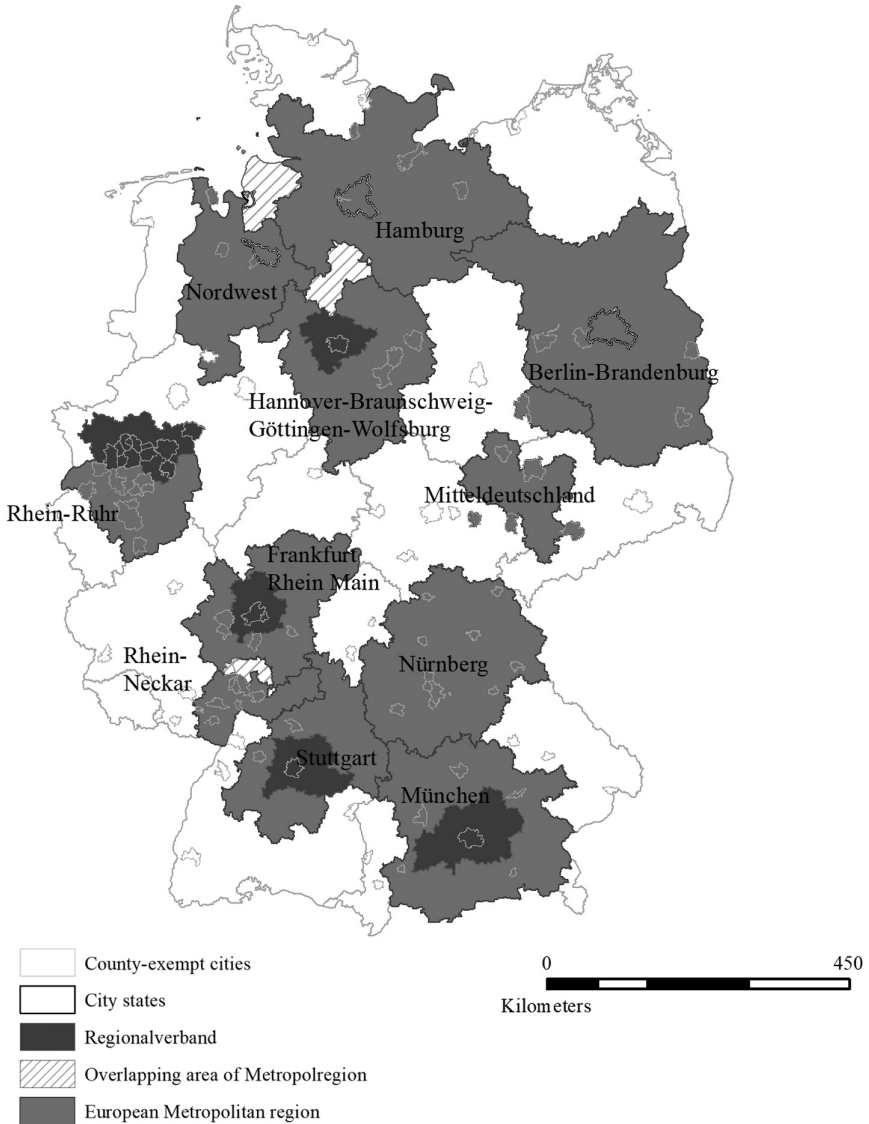 Hamburg
Nordwest
Berlin-Brandenburg
Hannover-Braunschweig-
Göttingen-Wolfsburg
Mitteldeutschland
Rhein-Ruhr
Frankfurt
Rhein Main
Rhein-
Neckar
Nürnberg
Stuttgart
München
County-exempt cities
City states
Regionalverband
Overlapping area of Metropolregion
European Metropolitan region
0
450
Kilometers